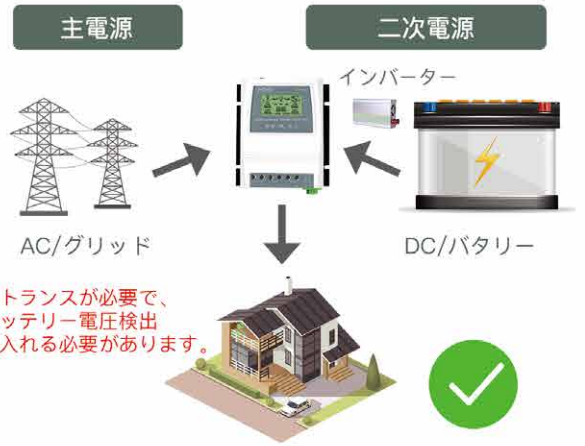 主電源
二次電源
インバーター
AC/グリッド
DC/バタリー
トランスが必要で、
ッテリー電圧検出
入れる必要があります。